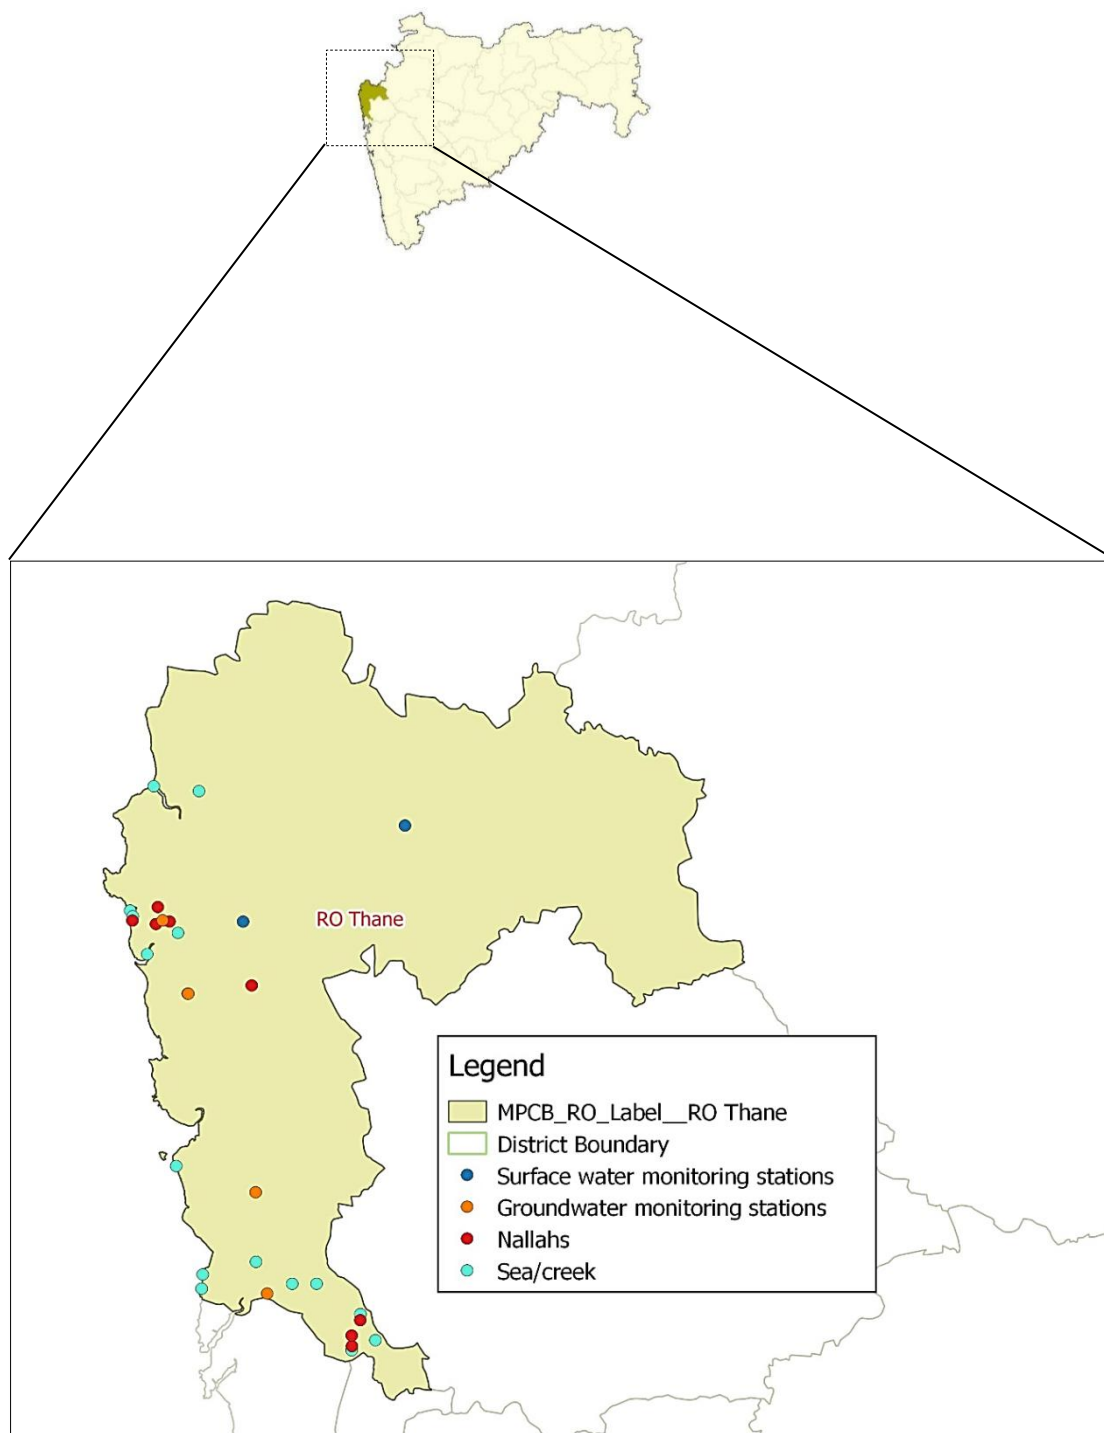 RO Thane
Legend
MPCB_RO_Label__RO Thane
District Boundary
Surface water monitoring stations
Groundwater monitoring stations
Nallahs
Sea/creek